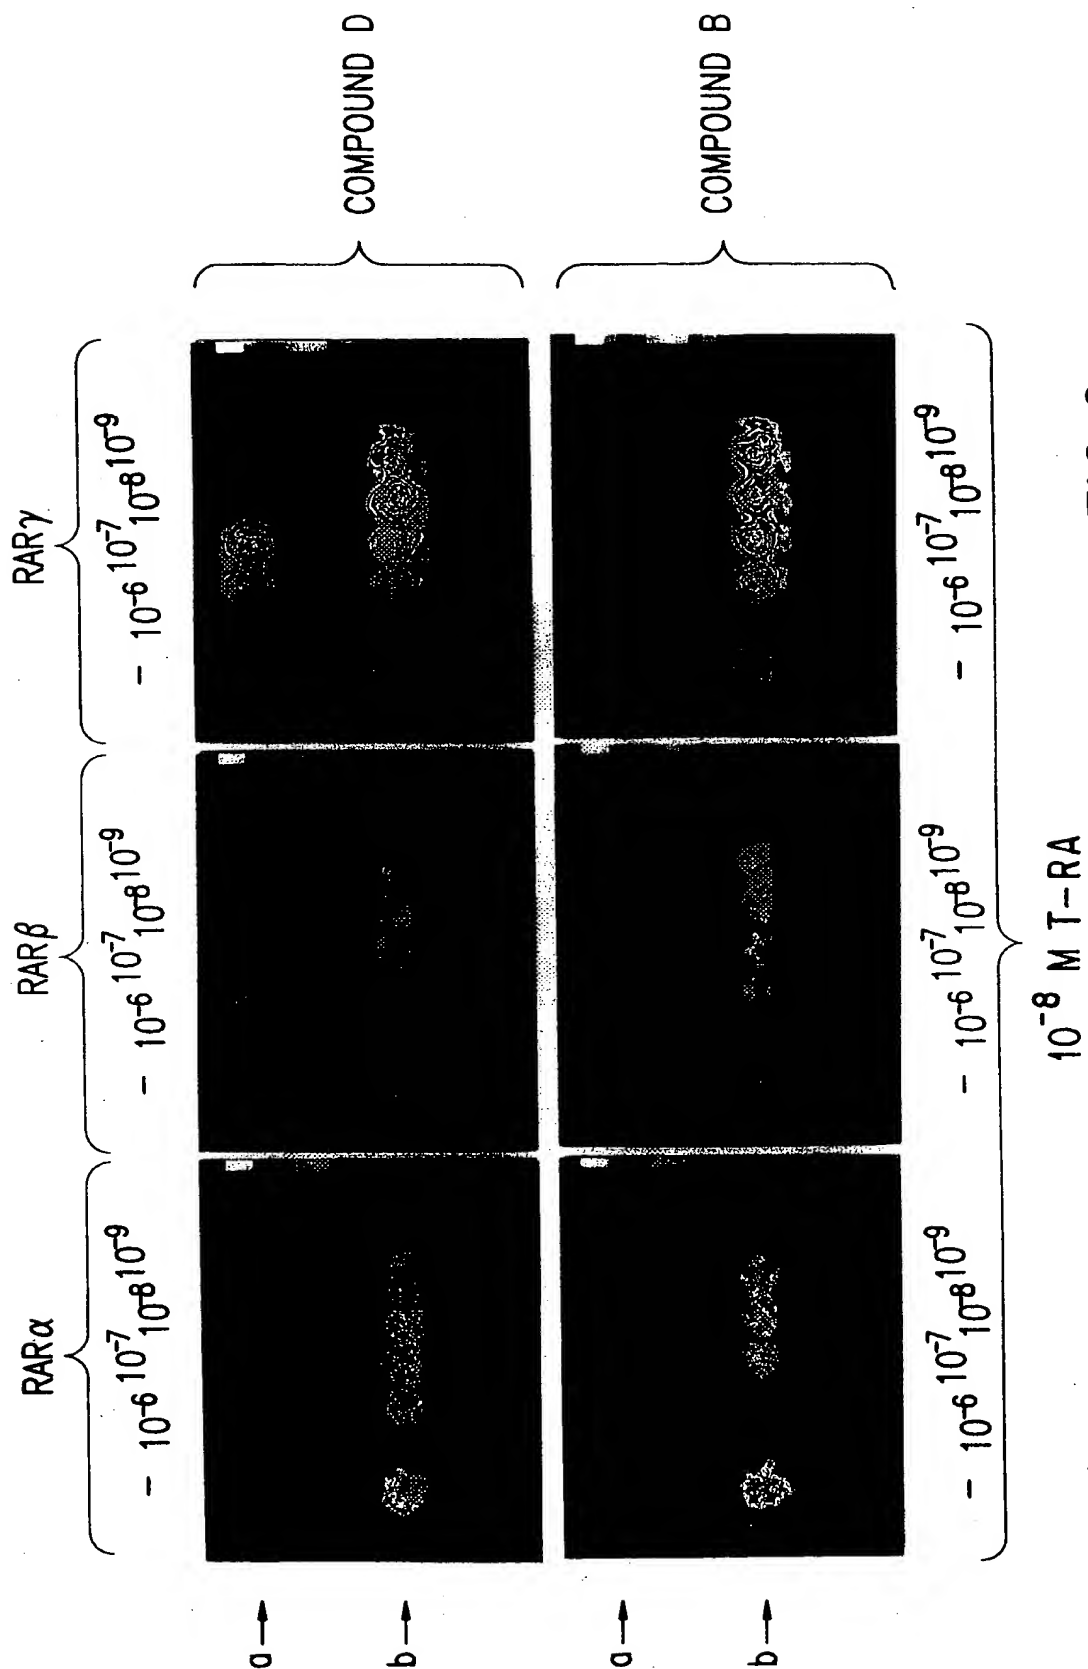 RARα RARβ RARγ
– 10⁻⁶ 10⁻⁷ 10⁻⁸ 10⁻⁹ – 10⁻⁶ 10⁻⁷ 10⁻⁸ 10⁻⁹ – 10⁻⁶ 10⁻⁷ 10⁻⁸ 10⁻⁹
a→
COMPOUND D
b→
a→
COMPOUND B
b→
– 10⁻⁶ 10⁻⁷ 10⁻⁸ 10⁻⁹ – 10⁻⁶ 10⁻⁷ 10⁻⁸ 10⁻⁹ – 10⁻⁶ 10⁻⁷ 10⁻⁸ 10⁻⁹
10⁻⁸ M T-RA